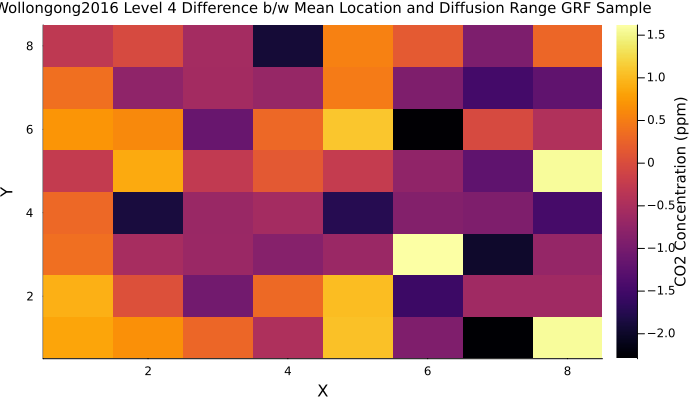 Wollongong2016 Level 4 Difference b/w Mean Location and Diffusion Range GRF Sample
8
6
4
2
Y
2 4 6 8
X
1.5
1.0
0.5
0
−0.5
−1.0
−1.5
−2.0
CO2 Concentration (ppm)